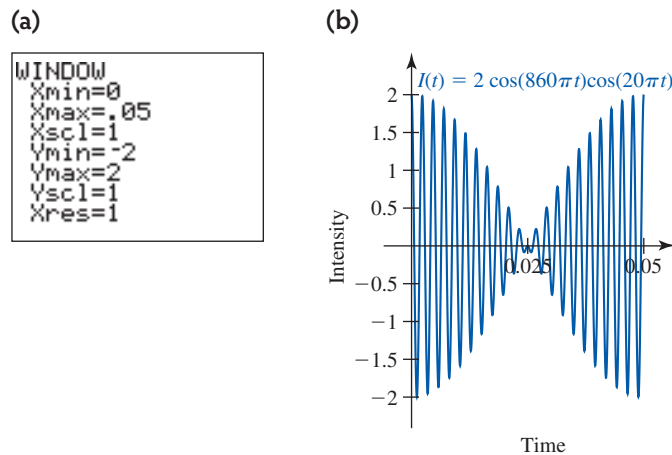 (a)
WINDOW
Xmin=0
Xmax=.05
Xscl=1
Ymin=-2
Ymax=2
Yscl=1
Xres=1
(b)
I(t) = 2 cos(860πt)cos(20πt)
2
1.5
1
0.5
−0.5
−1
−1.5
−2
0.025
0.05
Intensity
Time